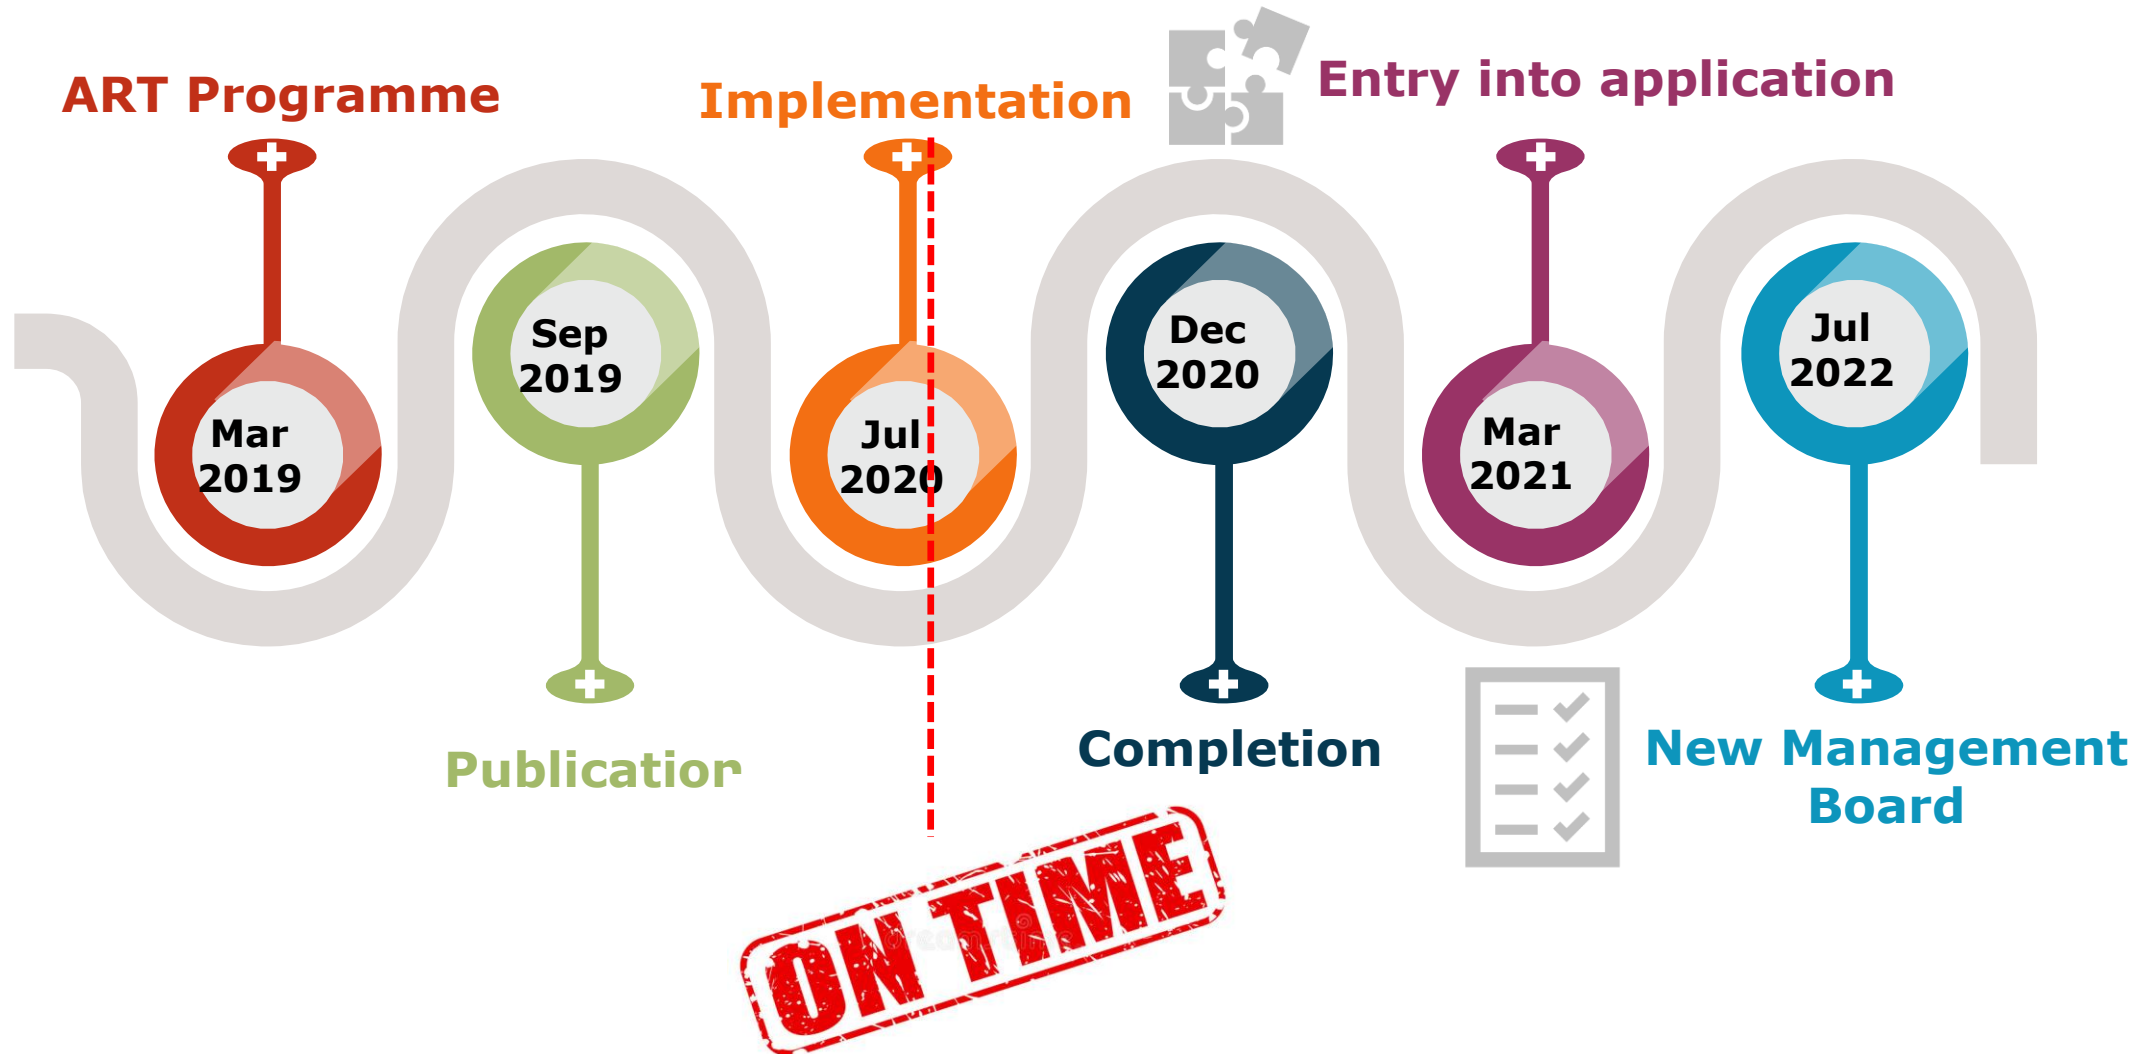 ART Programme
Implementation
Entry into application
Mar
2019
Sep
2019
Jul
2020
Dec
2020
Mar
2021
Jul
2022
Publication
Completion
New Management
Board
ON TIME